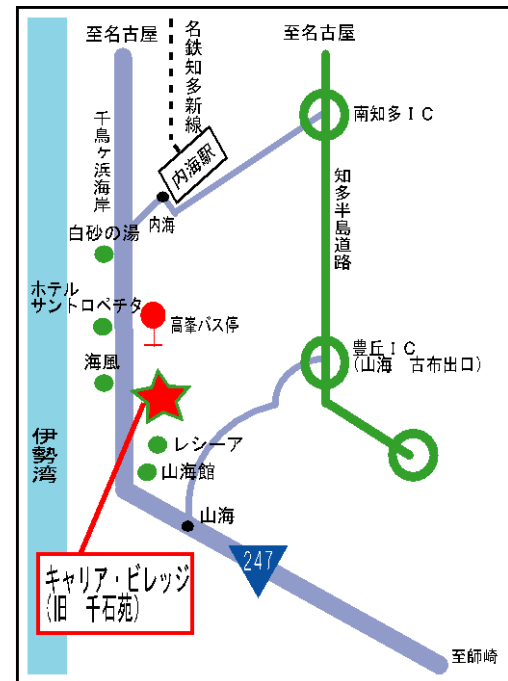 至名古屋
名鉄知多新線
至名古屋
千鳥ヶ浜海岸
南知多IC
内海駅
内海
知多半島道路
白砂の湯
ホテル
サントロペチタ
高峯バス停
海風
豊丘IC
(山海 古布出口)
伊勢湾
レシーア
山海館
山海
247
キャリア・ビレッジ
(旧 千石苑)
至師崎